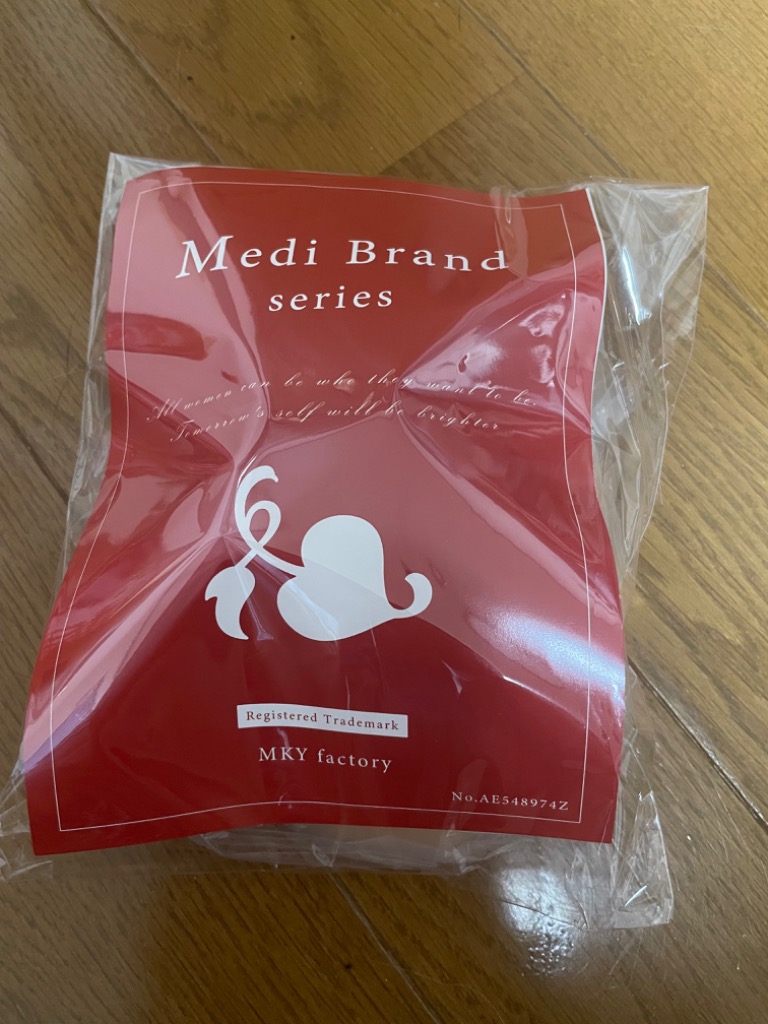 Medi Brand
series
All women can be who they want to be.
Tomorrow's self will be brighter
Registered Trademark
MKY factory
No.AE548974Z